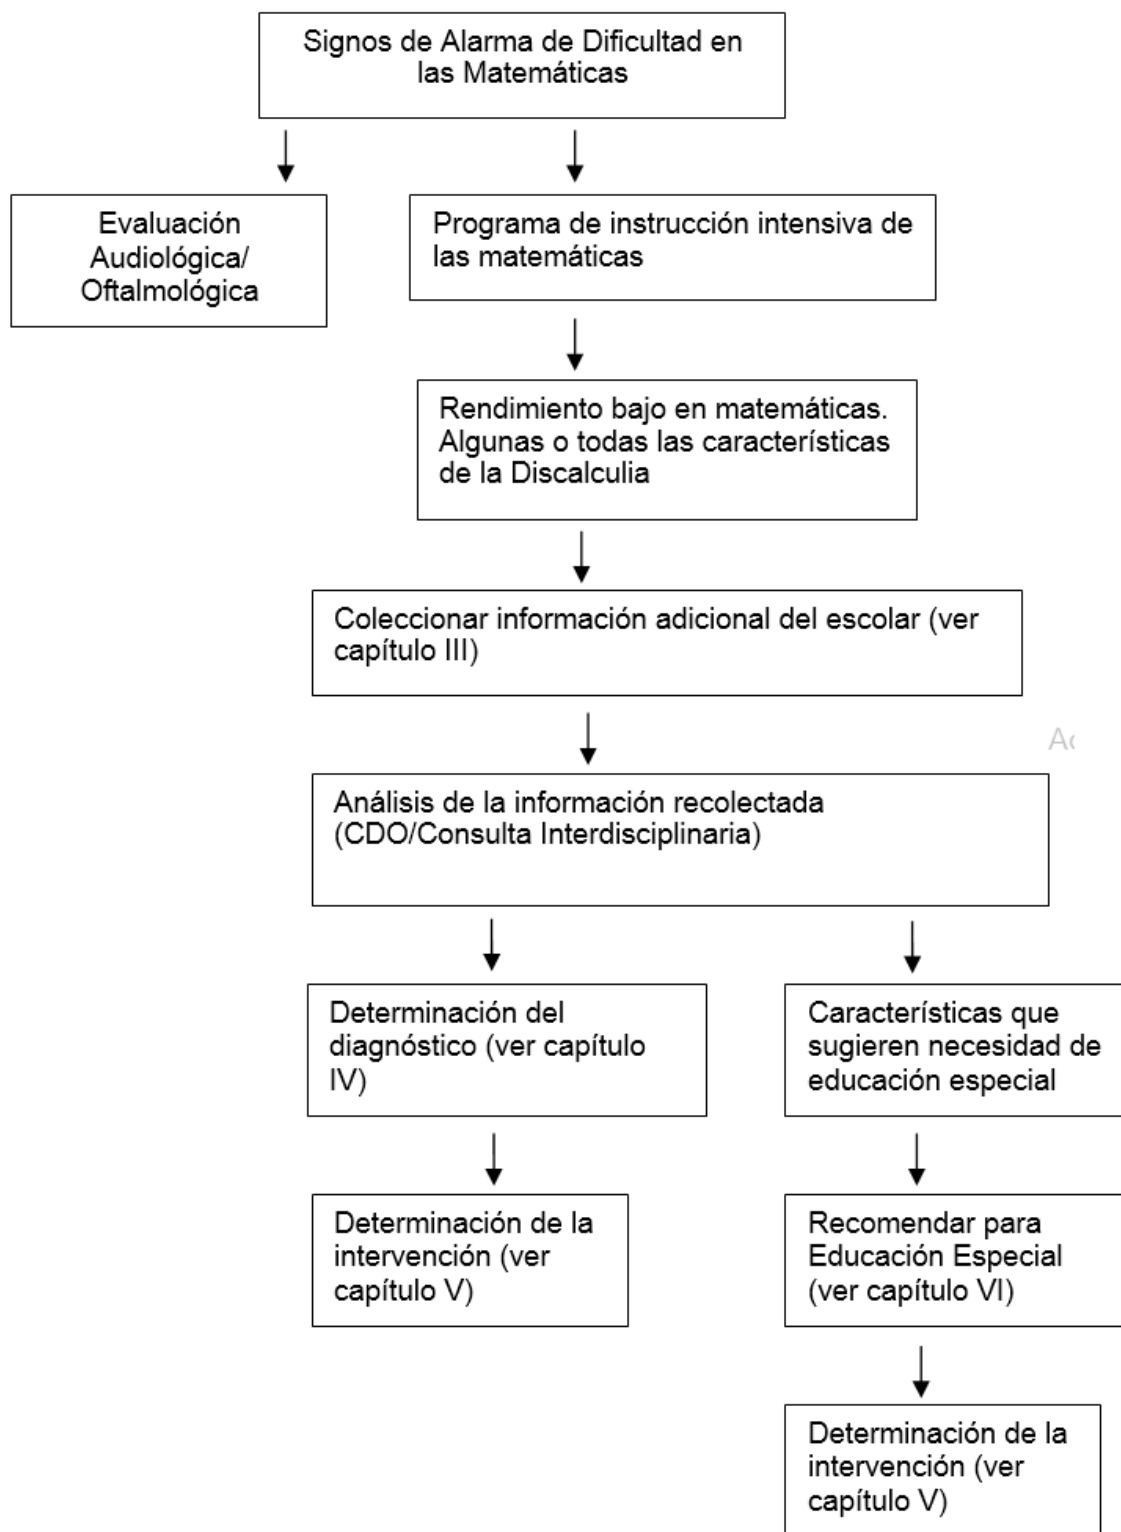 Signos de Alarma de Dificultad en
las Matemáticas
Evaluación
Audiológica/
Oftalmológica
Programa de instrucción intensiva de
las matemáticas
Rendimiento bajo en matemáticas.
Algunas o todas las características
de la Discalculia
Coleccionar información adicional del escolar (ver
capítulo III)
Análisis de la información recolectada
(CDO/Consulta Interdisciplinaria)
Determinación del
diagnóstico (ver capítulo
IV)
Características que
sugieren necesidad de
educación especial
Determinación de la
intervención (ver
capítulo V)
Recomendar para
Educación Especial
(ver capítulo VI)
Determinación de la
intervención (ver
capítulo V)